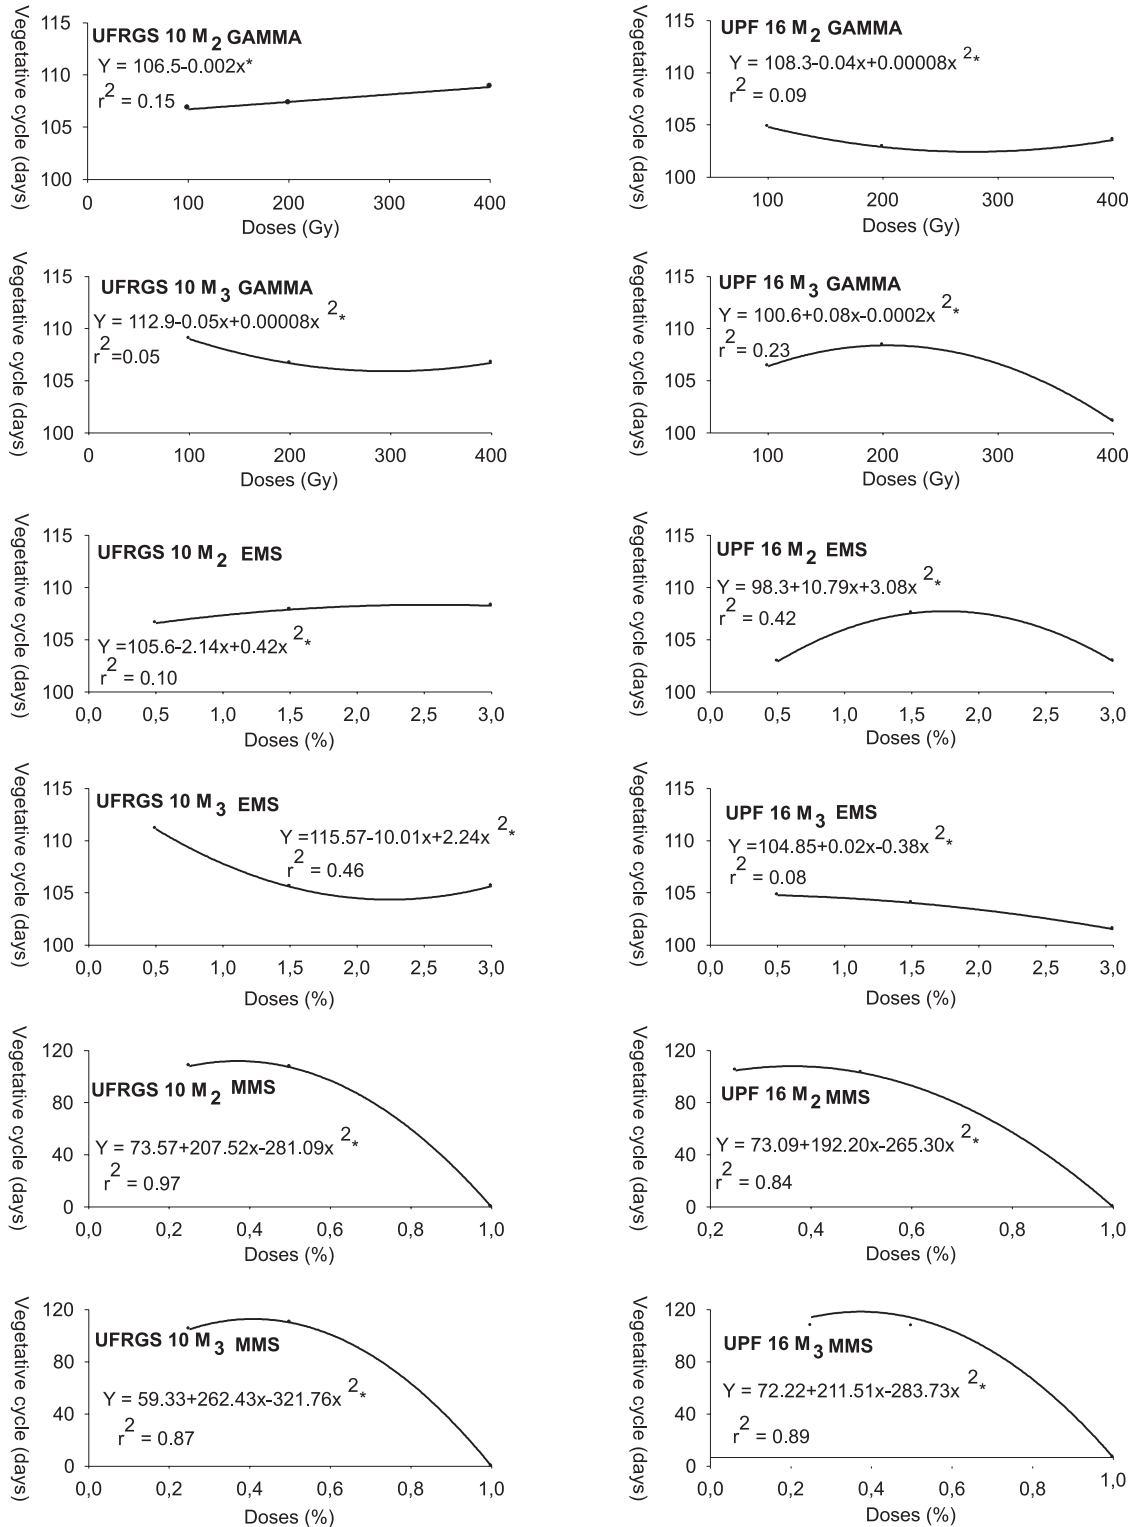 Vegetative cycle (days)
115
110
105
100
UFRGS 10 M2 GAMMA
Y = 106.5-0.002x*
r2 = 0.15
0 100 200 300 400
Doses (Gy)
Vegetative cycle (days)
115
110
105
100
UPF 16 M2 GAMMA
Y = 108.3-0.04x+0.00008x 2*
r2 = 0.09
100 200 300 400
Doses (Gy)
Vegetative cycle (days)
115
110
105
100
UFRGS 10 M3 GAMMA
Y = 112.9-0.05x+0.00008x 2*
r2 =0.05
0 100 200 300 400
Doses (Gy)
Vegetative cycle (days)
115
110
105
100
UPF 16 M3 GAMMA
Y = 100.6+0.08x-0.0002x 2*
r2 = 0.23
100 200 300 400
Doses (Gy)
Vegetative cycle (days)
115
110
105
100
UFRGS 10 M2 EMS
Y =105.6-2.14x+0.42x 2*
r2 = 0.10
0,0 0,5 1,5 2,0 2,5 3,0
Doses (%)
Vegetative cycle (days)
115
110
105
100
UPF 16 M2 EMS
Y = 98.3+10.79x+3.08x 2*
r2 = 0.42
0,0 0,5 1,5 2,0 2,5 3,0
Doses (%)
Vegetative cycle (days)
115
110
105
100
UFRGS 10 M3 EMS
Y =115.57-10.01x+2.24x 2*
r2 = 0.46
0,0 0,5 1,5 2,0 2,5 3,0
Doses (%)
Vegetative cycle (days)
115
110
105
100
UPF 16 M3 EMS
Y =104.85+0.02x-0.38x 2*
r2 = 0.08
0,0 0,5 1,5 2,0 2,5 3,0
Doses (%)
Vegetative cycle (days)
120
80
40
0
UFRGS 10 M2 MMS
Y = 73.57+207.52x-281.09x 2*
r2 = 0.97
0,0 0,2 0,4 0,6 0,8 1,0
Doses (%)
Vegetative cycle (days)
120
80
40
0
UPF 16 M2 MMS
Y = 73.09+192.20x-265.30x 2*
r2 = 0.84
0,2 0,4 0,6 0,8 1,0
Doses (%)
Vegetative cycle (days)
120
80
40
0
UFRGS 10 M3 MMS
Y = 59.33+262.43x-321.76x 2*
r2 = 0.87
0,0 0,2 0,4 0,6 0,8 1,0
Doses (%)
Vegetative cycle (days)
120
80
40
0
UPF 16 M3 MMS
Y = 72.22+211.51x-283.73x 2*
r2 = 0.89
0,0 0,2 0,4 0,6 0,8 1,0
Doses (%)